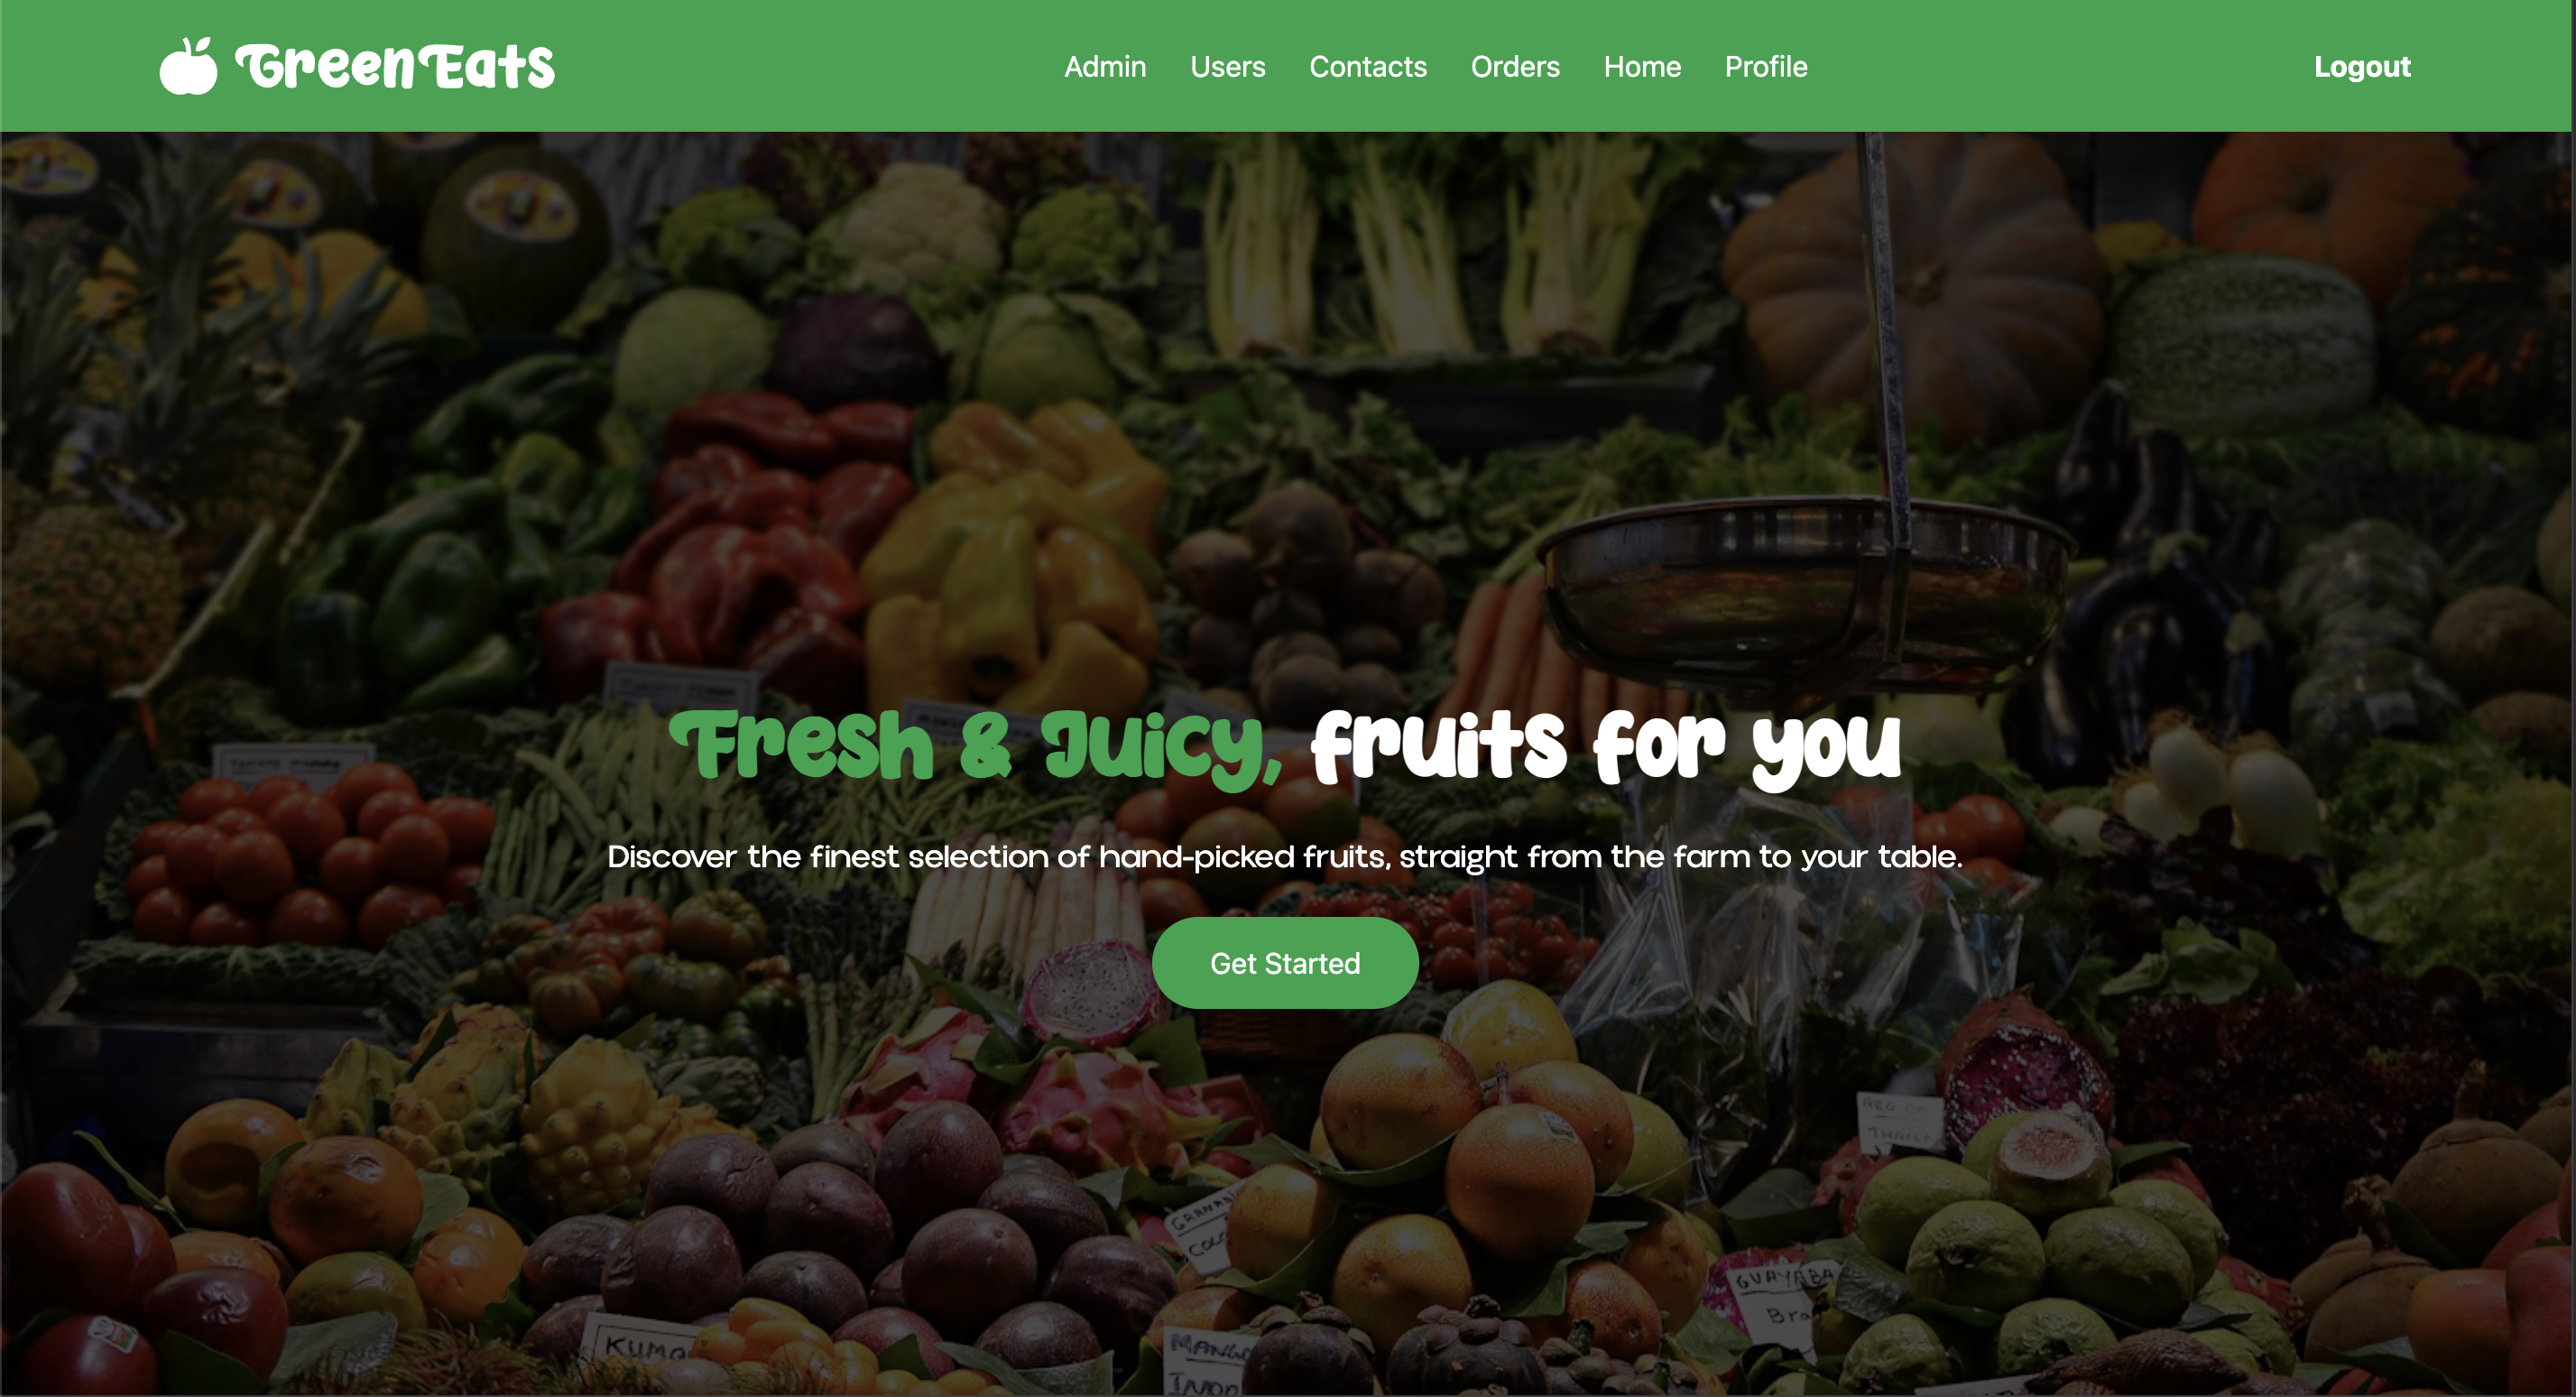 GreenEats
Admin Users Contacts Orders Home Profile
Logout
Fresh & Juicy, fruits for you
Discover the finest selection of hand-picked fruits, straight from the farm to your table.
Get Started
GUAYABA